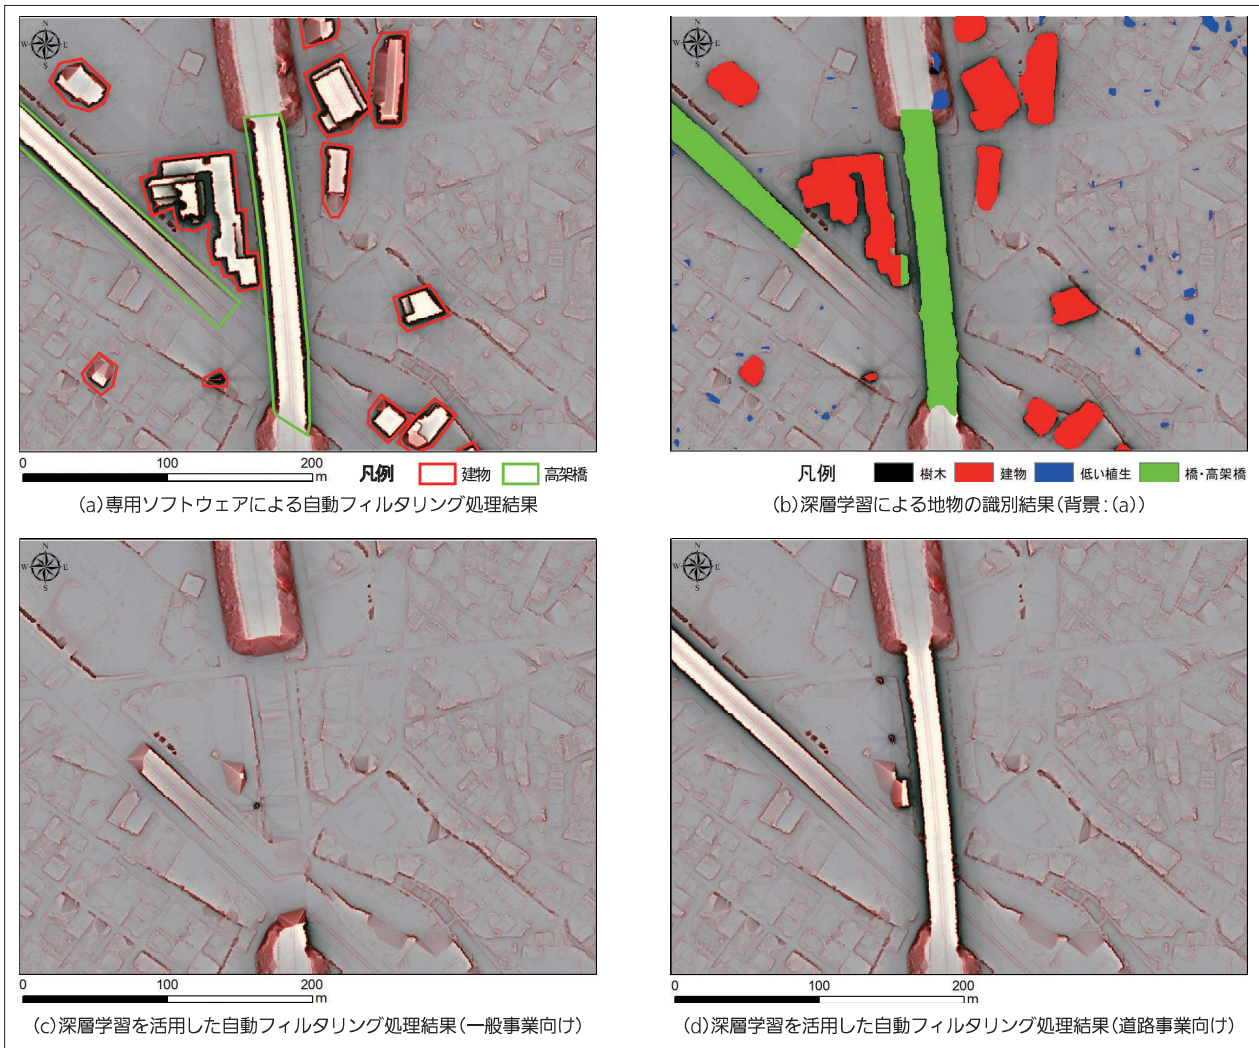 N
W E
S
N
W E
S
0 100 200
m
凡例 建物 高架橋
凡例 樹木 建物 低い植生 橋・高架橋
(a)専用ソフトウェアによる自動フィルタリング処理結果
(b)深層学習による地物の識別結果(背景:(a))
N
W E
S
N
W E
S
0 100 200
m
0 100 200
m
(c)深層学習を活用した自動フィルタリング処理結果(一般事業向け)
(d)深層学習を活用した自動フィルタリング処理結果(道路事業向け)